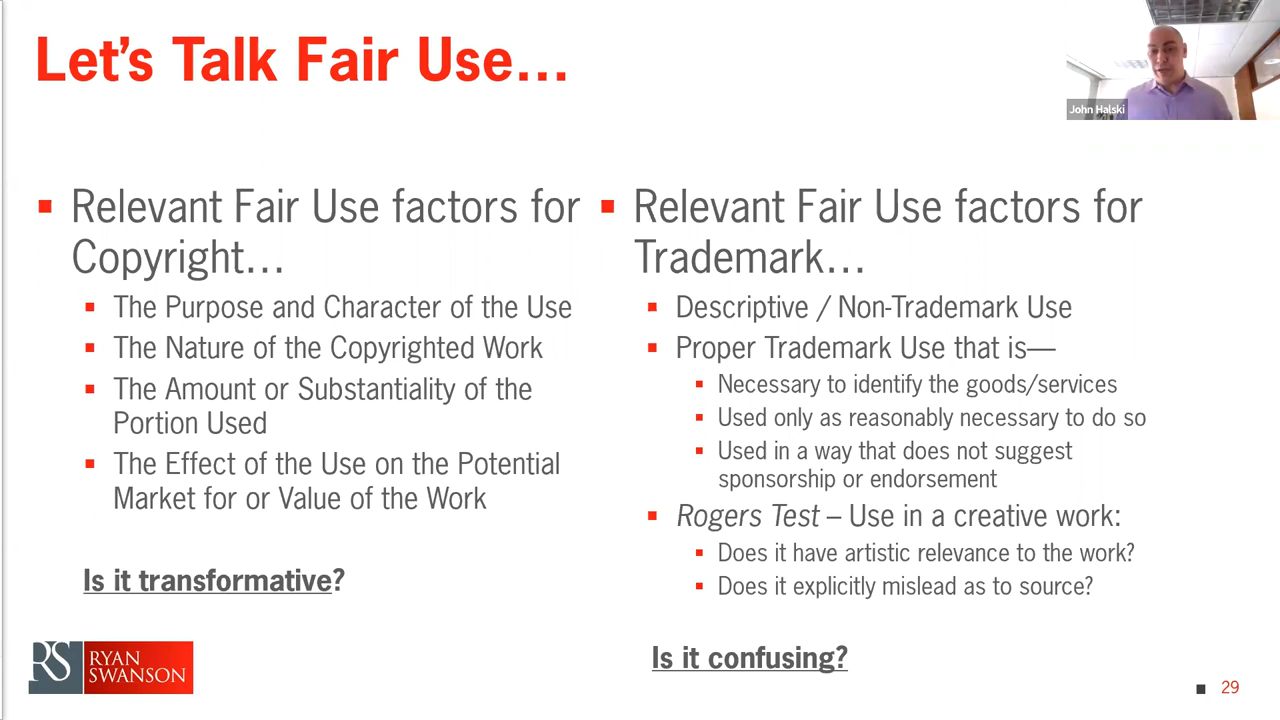 Let's Talk Fair Use...
John Halski
Relevant Fair Use factors for
Copyright...
The Purpose and Character of the Use
The Nature of the Copyrighted Work
The Amount or Substantiality of the
Portion Used
The Effect of the Use on the Potential
Market for or Value of the Work
Is it transformative?
Relevant Fair Use factors for
Trademark...
Descriptive / Non-Trademark Use
Proper Trademark Use that is—
Necessary to identify the goods/services
Used only as reasonably necessary to do so
Used in a way that does not suggest
sponsorship or endorsement
Rogers Test – Use in a creative work:
Does it have artistic relevance to the work?
Does it explicitly mislead as to source?
Is it confusing?
RS
RYAN
SWANSON
29